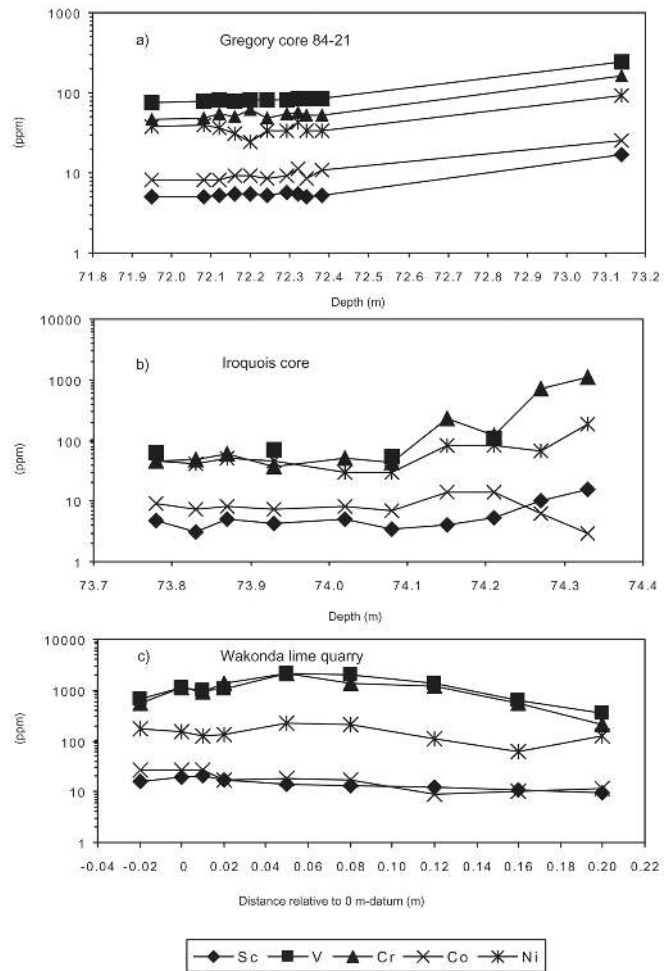 a) Gregory core 84-21
1000
100
10
1
(ppm)
71.8 71.9 72.0 72.1 72.2 72.3 72.4 72.5 72.6 72.7 72.8 72.9 73.0 73.1 73.2
Depth (m)
b) Iroquois core
10000
1000
100
10
1
(ppm)
73.7 73.8 73.9 74.0 74.1 74.2 74.3 74.4
Depth (m)
c) Wakonda lime quarry
10000
1000
100
10
1
(ppm)
-0.04 -0.02 0 0.02 0.04 0.06 0.08 0.10 0.12 0.14 0.16 0.18 0.20 0.22
Distance relative to 0 m-datum (m)
Sc V Cr Co Ni